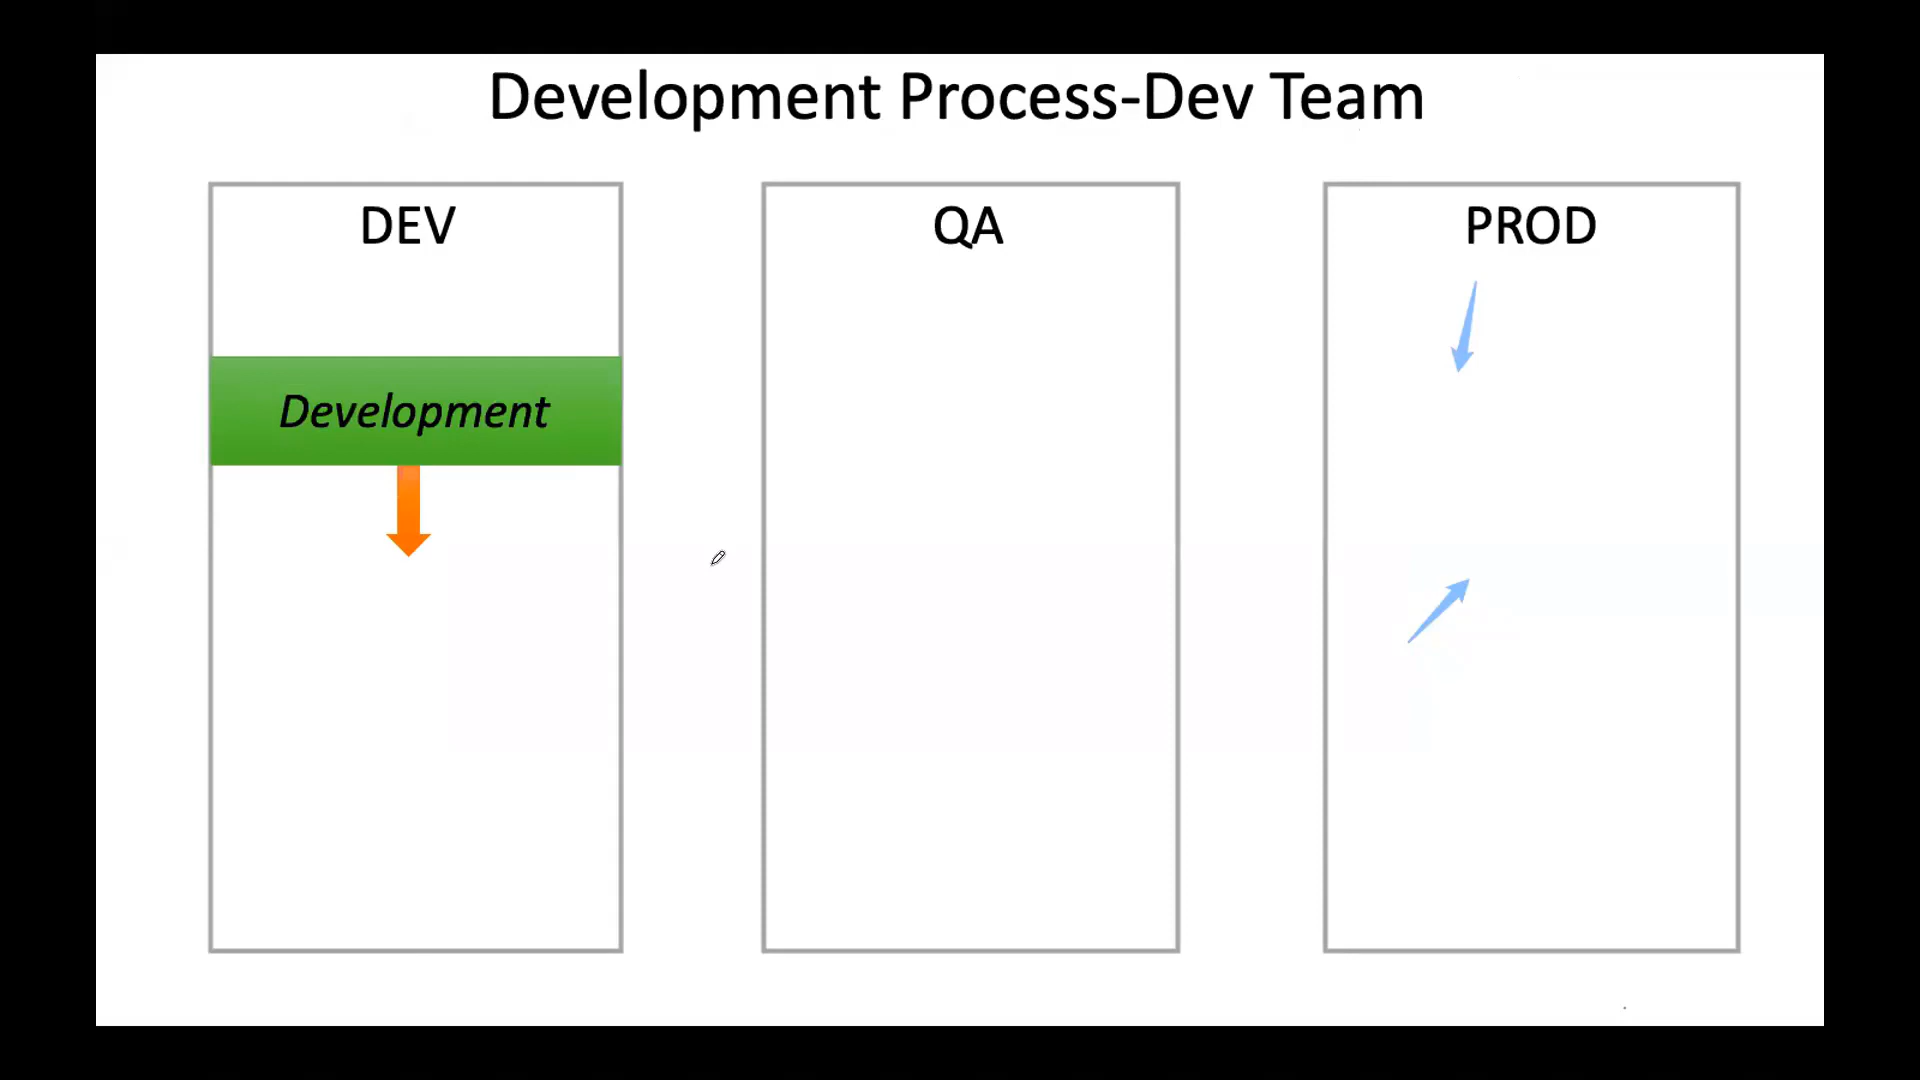 Development Process-Dev Team
DEV
QA
PROD
Development